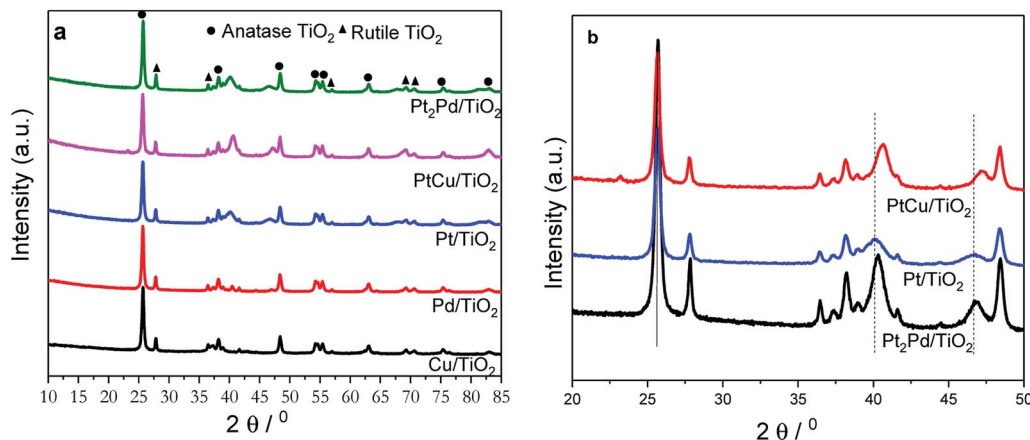 a
● Anatase TiO₂ ▲ Rutile TiO₂
Pt₂Pd/TiO₂
PtCu/TiO₂
Pt/TiO₂
Pd/TiO₂
Cu/TiO₂
Intensity (a.u.)
10 15 20 25 30 35 40 45 50 55 60 65 70 75 80 85
2 θ / ⁰
b
PtCu/TiO₂
Pt/TiO₂
Pt₂Pd/TiO₂
Intensity (a.u.)
20 25 30 35 40 45 50
2 θ / ⁰